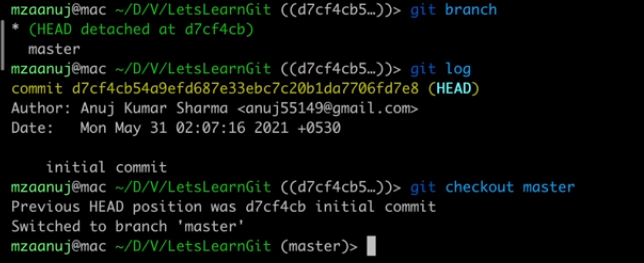 mzaanuj@mac ~/D/V/LetsLearnGit ((d7cf4cb5…))> git branch
* (HEAD detached at d7cf4cb)
  master
mzaanuj@mac ~/D/V/LetsLearnGit ((d7cf4cb5…))> git log
commit d7cf4cb54a9efd687e33ebc7c20b1da7706fd7e8 (HEAD)
Author: Anuj Kumar Sharma <anuj55149@gmail.com>
Date:   Mon May 31 02:07:16 2021 +0530
    initial commit
mzaanuj@mac ~/D/V/LetsLearnGit ((d7cf4cb5…))> git checkout master
Previous HEAD position was d7cf4cb initial commit
Switched to branch 'master'
mzaanuj@mac ~/D/V/LetsLearnGit (master)>